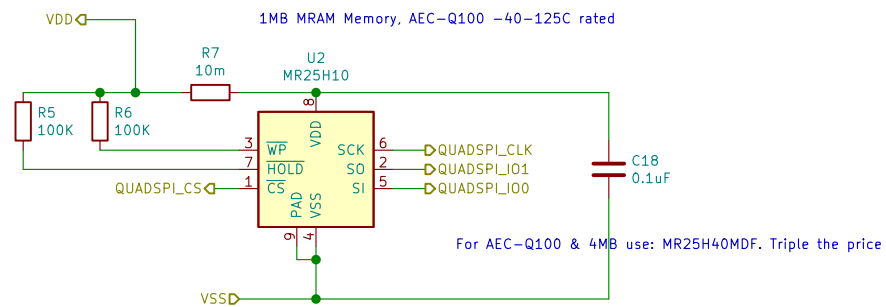 VDD
1MB MRAM Memory, AEC-Q100 -40-125C rated
R7
10m
U2
MR25H10
R5
100K
R6
100K
8
VDD
3
WP
SCK
6
QUADSPI_CLK
7
HOLD
SO
2
QUADSPI_IO1
QUADSPI_CS
1
CS
SI
5
QUADSPI_IO0
PAD
VSS
9
4
C18
0.1uF
For AEC-Q100 & 4MB use: MR25H40MDF. Triple the price
VSS